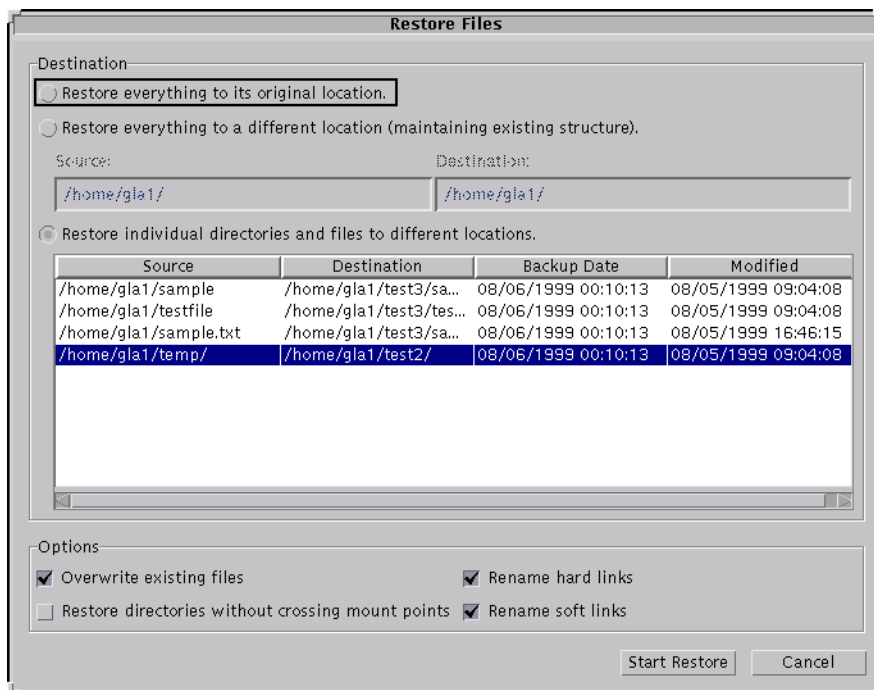 Restore Files
Destination
Restore everything to its original location.
Restore everything to a different location (maintaining existing structure).
Source: Destination:
/home/gla1/ /home/gla1/
Restore individual directories and files to different locations.
Source Destination Backup Date Modified
/home/gla1/sample /home/gla1/test3/sa... 08/06/1999 00:10:13 08/05/1999 09:04:08
/home/gla1/testfile /home/gla1/test3/tes... 08/06/1999 00:10:13 08/05/1999 09:04:08
/home/gla1/sample.txt /home/gla1/test3/sa... 08/06/1999 00:10:13 08/05/1999 16:46:15
/home/gla1/temp/ /home/gla1/test2/ 08/06/1999 00:10:13 08/05/1999 09:04:08
Options
Overwrite existing files Rename hard links
Restore directories without crossing mount points Rename soft links
Start Restore Cancel